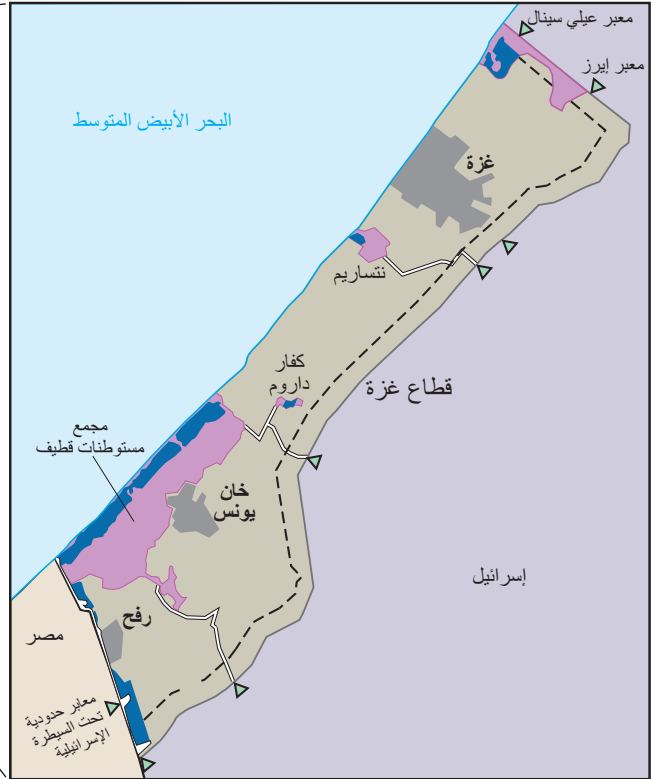 معبر عيلي سينال
معبر إيرز
البحر الأبيض المتوسط
غزة
نتساريم
كفار
داروم
قطاع غزة
مجمع
مستوطنات قطيف
خان
يونس
إسرائيل
رفح
مصر
معابر حدودية
تحت السيطرة
الإسرائيلية